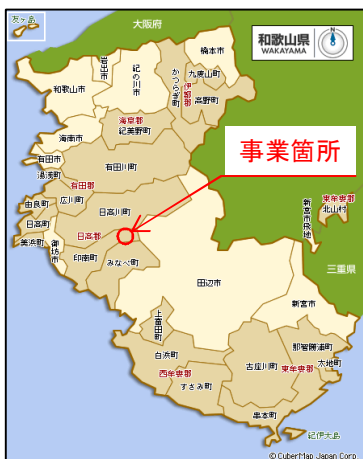 友ヶ島
大阪府
和歌山県
WAKAYAMA
橋本市
岩出市
紀の川市
かつらぎ町
九度山町
伊都郡
高野町
和歌山市
海草郡
紀美野町
海南市
有田市
有田川町
湯浅町
有田郡
広川町
事業箇所
由良町
日高川町
日高町
日高郡
美浜町
御坊市
印南町
みなべ町
東牟婁郡
北山村
新宮市飛地
三重県
田辺市
新宮市
上富田町
那智勝浦町
白浜町
古座川町
太地町
西牟婁郡
東牟婁郡
すさみ町
串本町
紀伊大島
© CyberMap Japan Corp.